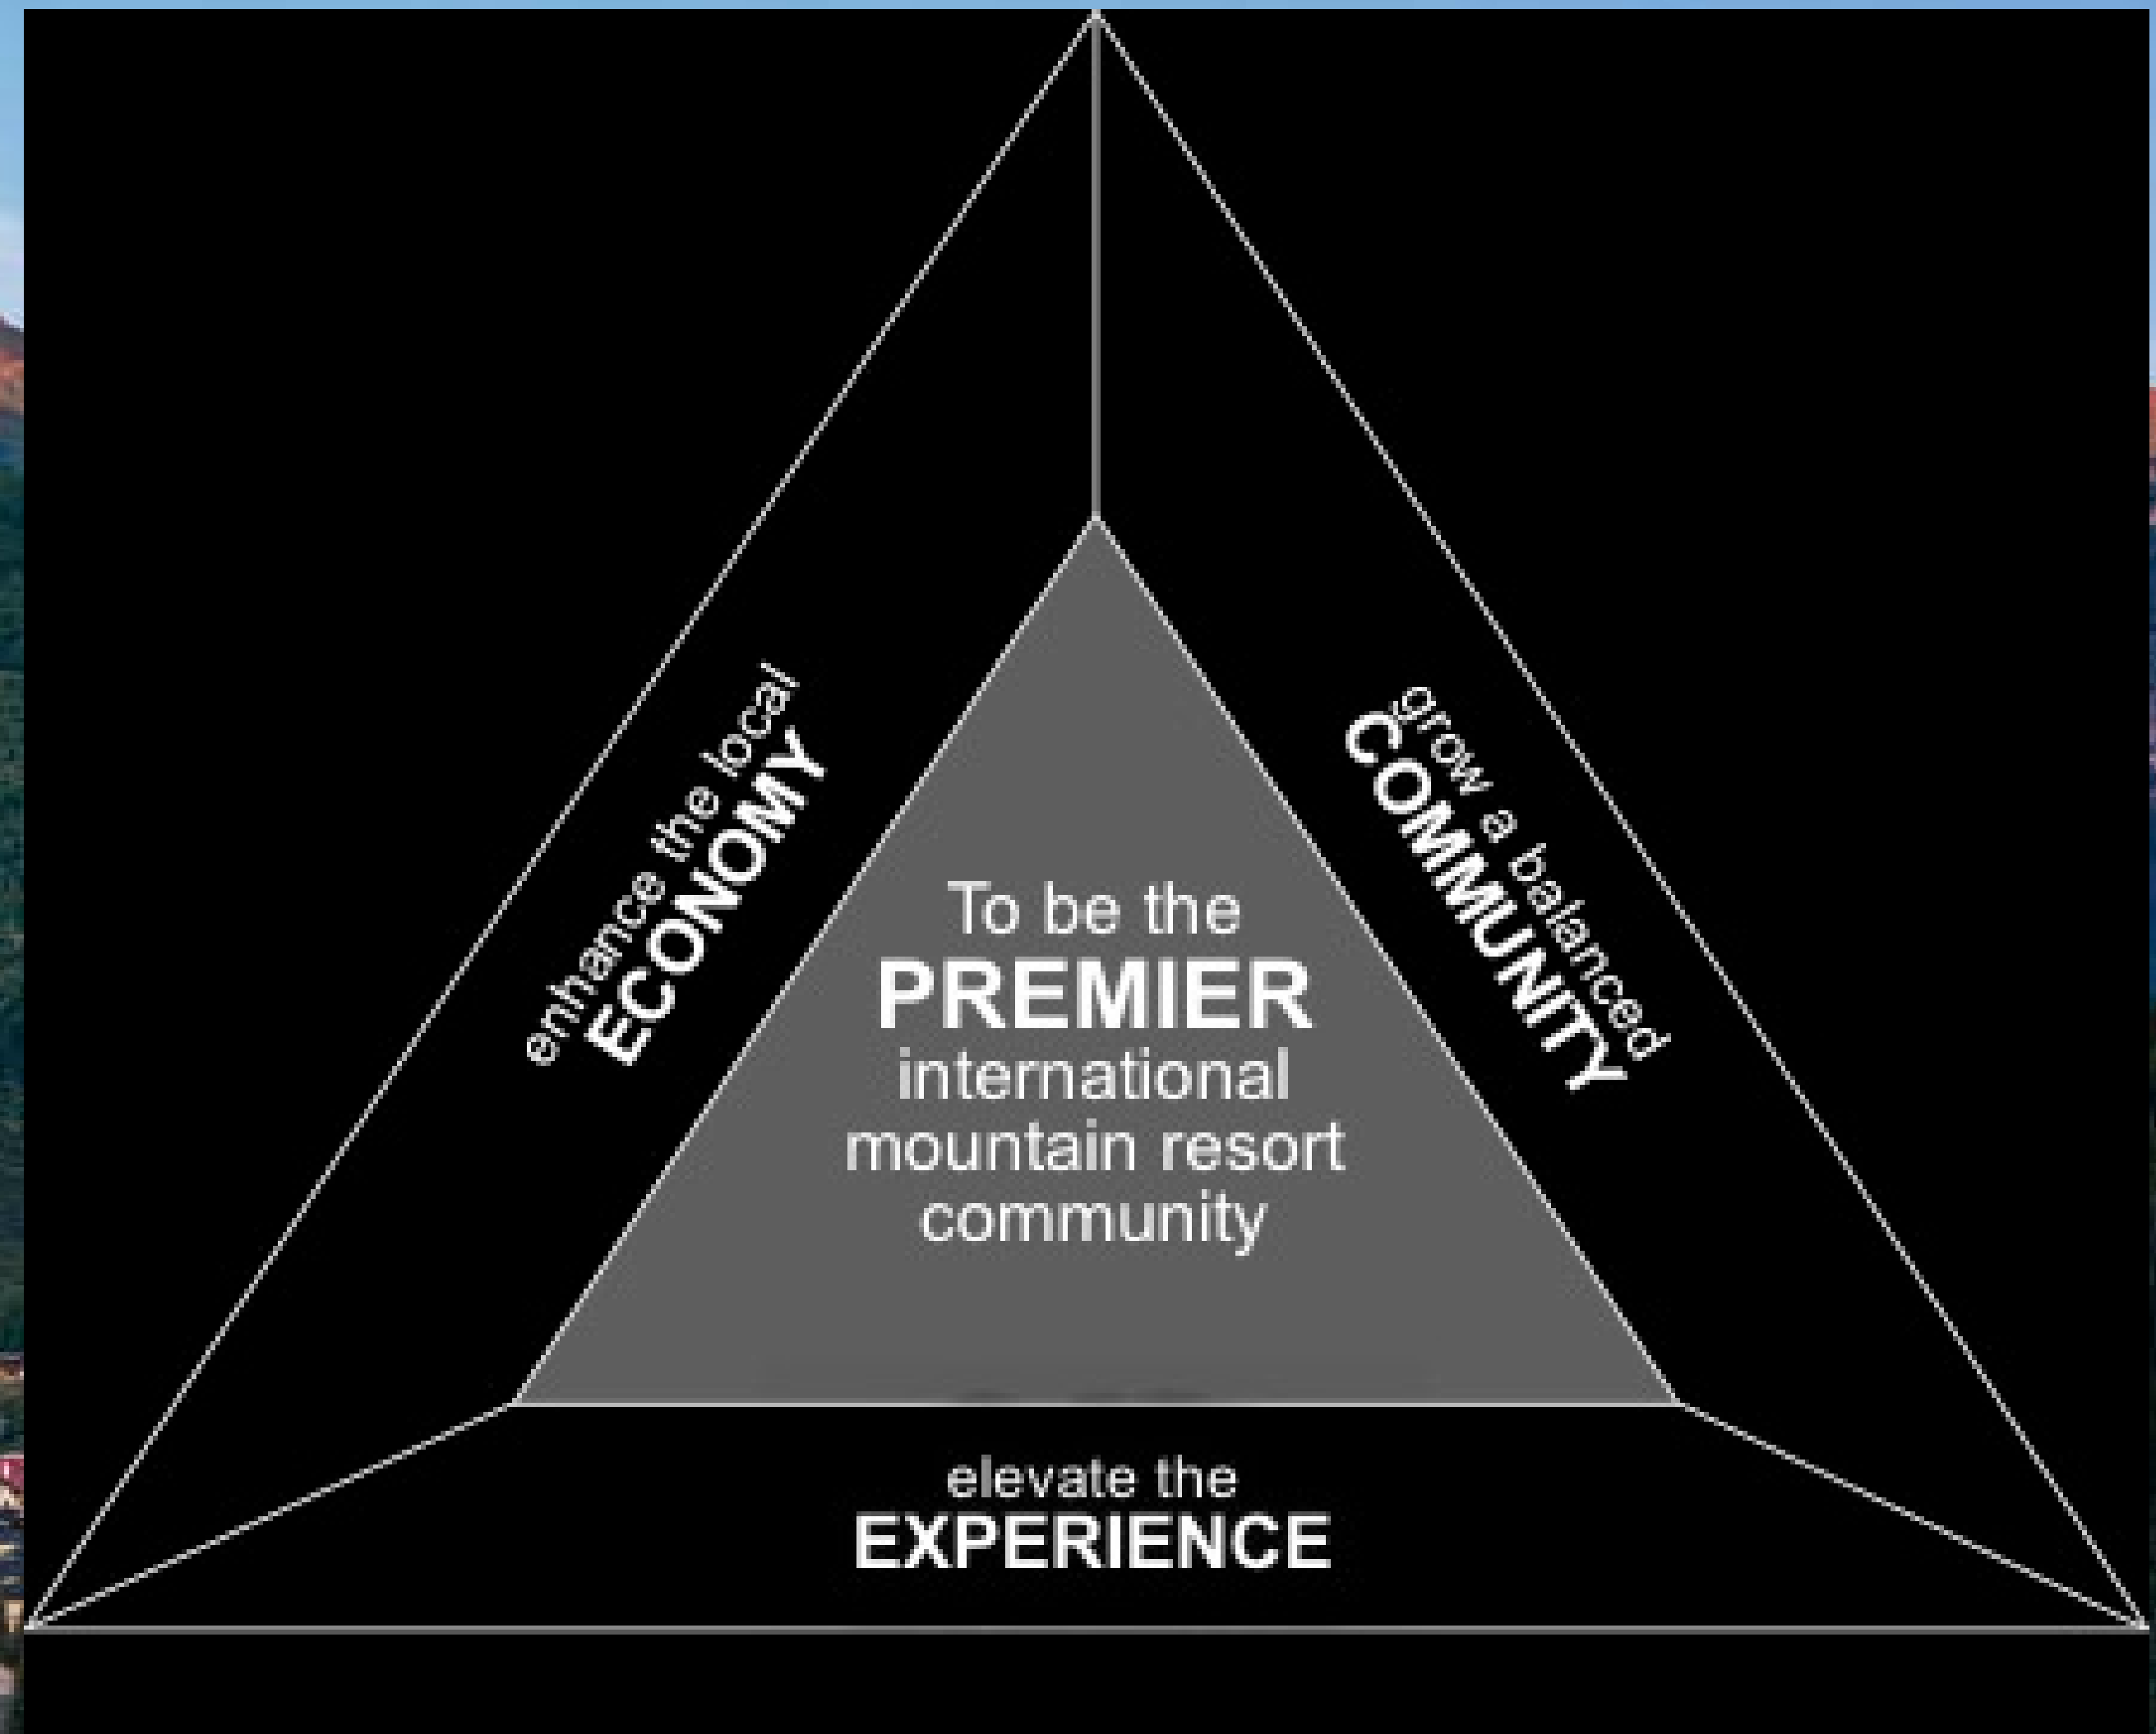 enhance the local
ECONOMY
grow a balanced
COMMUNITY
To be the
PREMIER
international
mountain resort
community
elevate the
EXPERIENCE